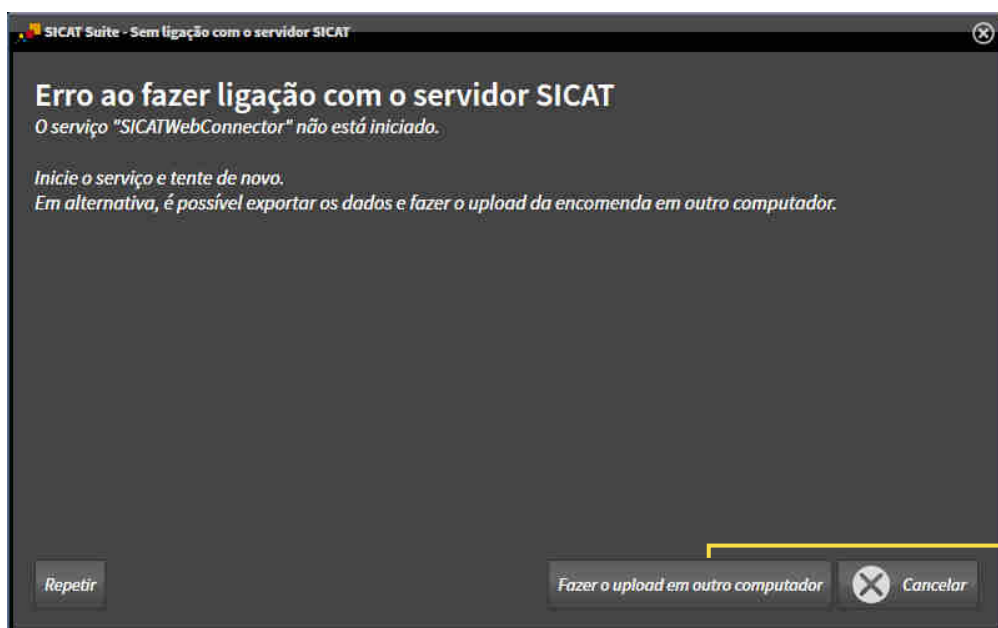 SICAT Suite - Sem ligação com o servidor SICAT
Erro ao fazer ligação com o servidor SICAT
O serviço "SICATWebConnector" não está iniciado.
Inicie o serviço e tente de novo.
Em alternativa, é possível exportar os dados e fazer o upload da encomenda em outro computador.
Repetir
Fazer o upload em outro computador
Cancelar